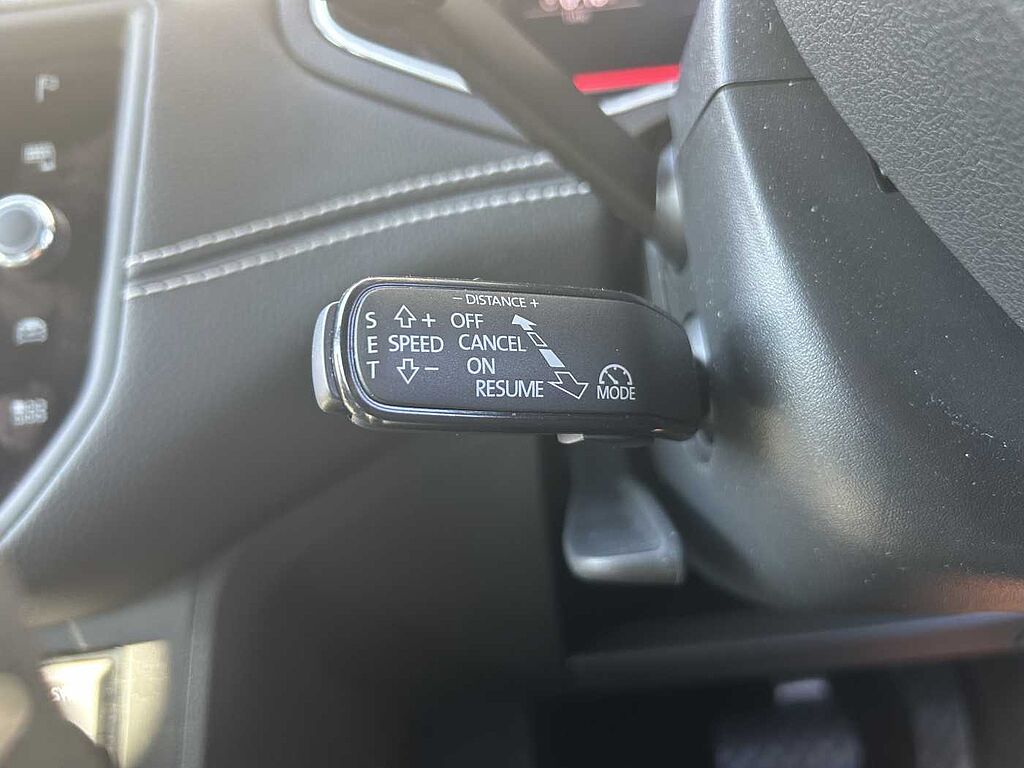 − DISTANCE +
S + OFF
E SPEED CANCEL
T − ON
RESUME MODE